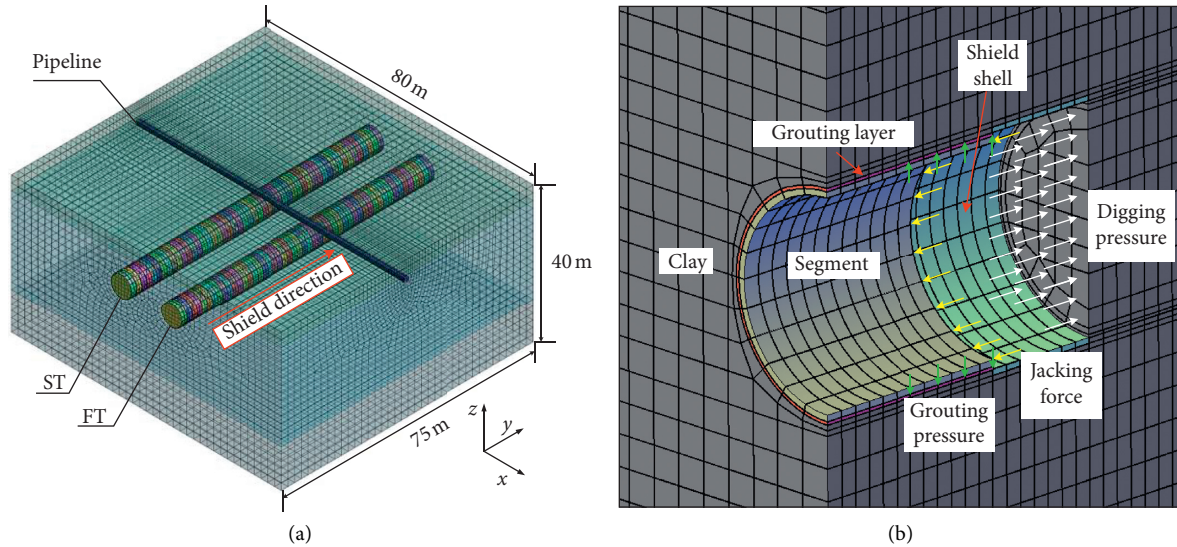 Pipeline
80 m
40 m
Shield direction
ST
FT
75 m
z
y
x
(a)
Shield
shell
Grouting layer
Digging
pressure
Clay
Segment
Jacking
force
Grouting
pressure
(b)